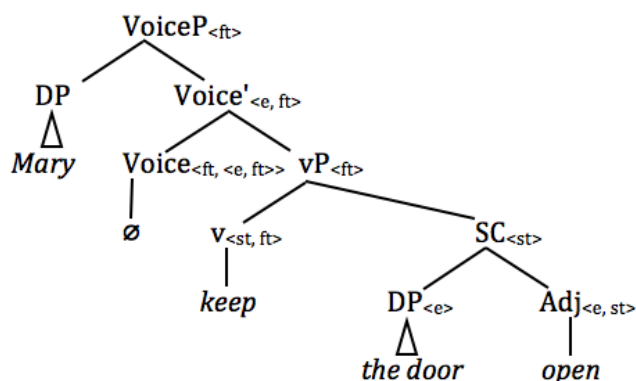 VoiceP<ft>
DP Voice'<e, ft>
Mary Voice<ft, <e, ft>> vP<ft>
∅ v<st, ft> SC<st>
keep DP<e> Adj<e, st>
the door open